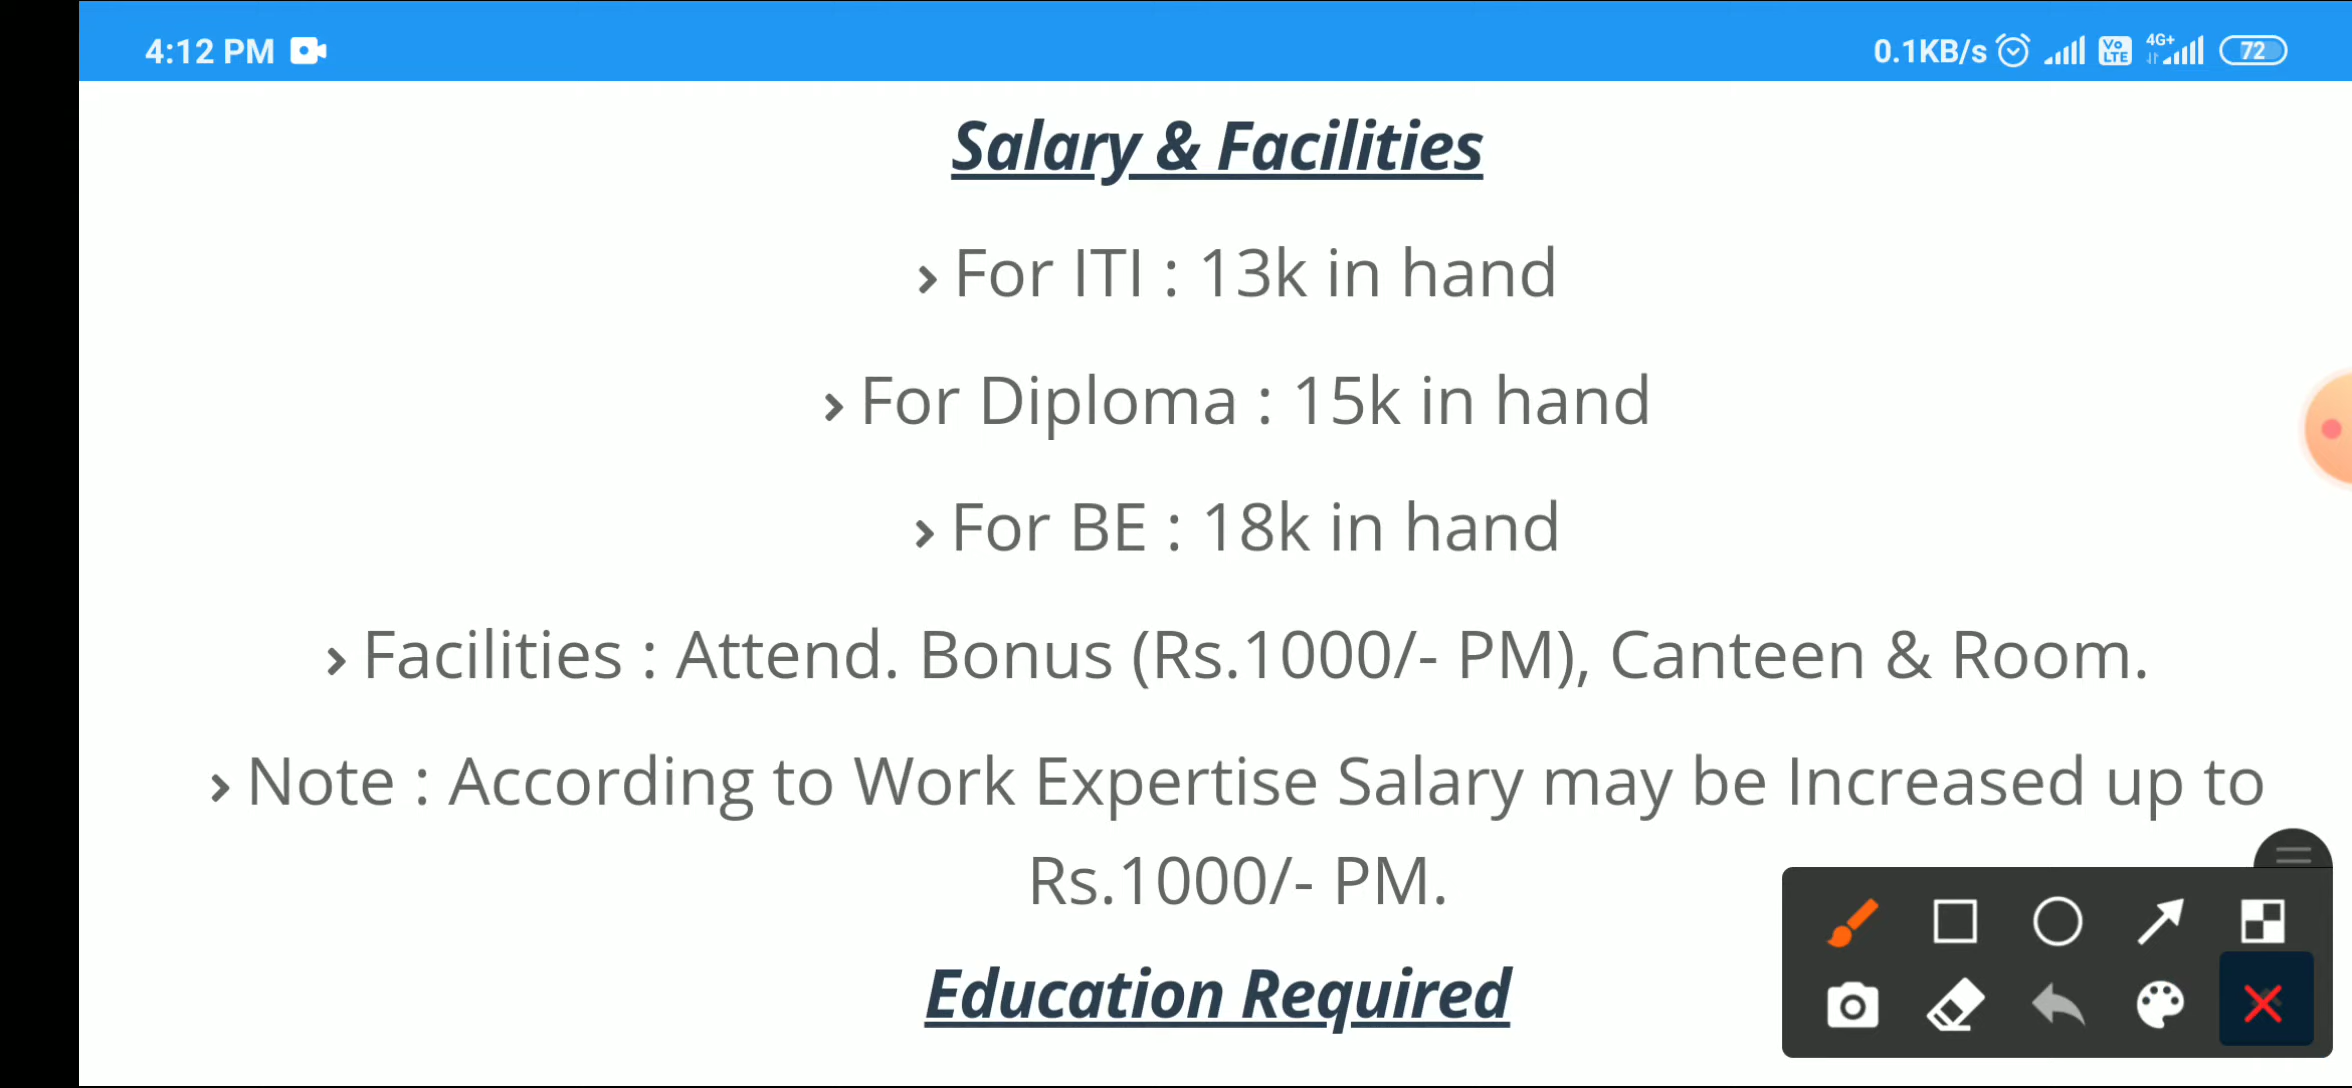 4:12 PM 0.1KB/s Vo LTE 4G+ 72
Salary & Facilities
› For ITI : 13k in hand
› For Diploma : 15k in hand
› For BE : 18k in hand
› Facilities : Attend. Bonus (Rs.1000/- PM), Canteen & Room.
› Note : According to Work Expertise Salary may be Increased up to
Rs.1000/- PM.
Education Required